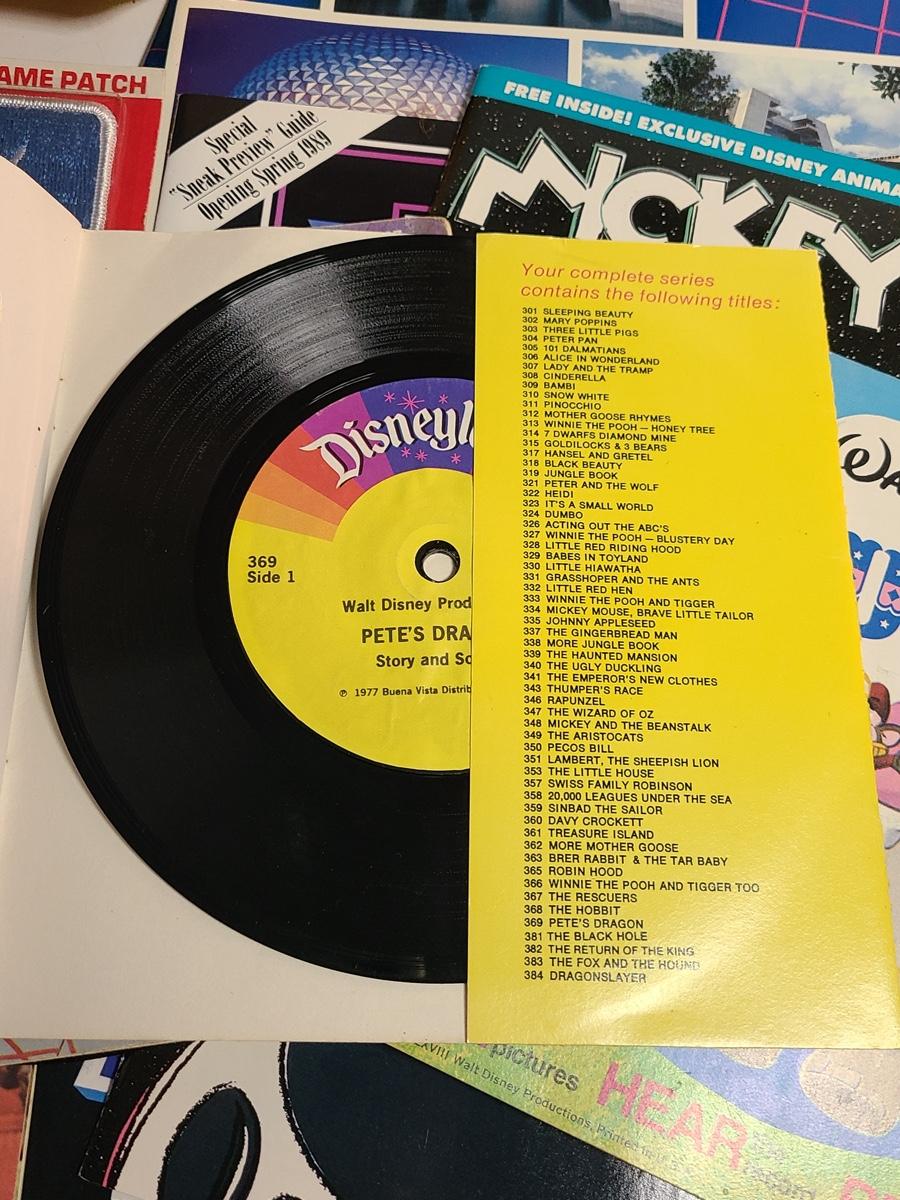 AME PATCH
Special
"Sneak Preview" Guide
Opening Spring 1989
FREE INSIDE! EXCLUSIVE DISNEY ANIMA
MICKEY
Disneyl
369
Side 1
Walt Disney Prod
PETE'S DRA
Story and So
℗ 1977 Buena Vista Distrib
Your complete series
contains the following titles:
301 SLEEPING BEAUTY
302 MARY POPPINS
303 THREE LITTLE PIGS
304 PETER PAN
305 101 DALMATIANS
306 ALICE IN WONDERLAND
307 LADY AND THE TRAMP
308 CINDERELLA
309 BAMBI
310 SNOW WHITE
311 PINOCCHIO
312 MOTHER GOOSE RHYMES
313 WINNIE THE POOH — HONEY TREE
314 7 DWARFS DIAMOND MINE
315 GOLDILOCKS & 3 BEARS
317 HANSEL AND GRETEL
318 BLACK BEAUTY
319 JUNGLE BOOK
321 PETER AND THE WOLF
322 HEIDI
323 IT'S A SMALL WORLD
324 DUMBO
326 ACTING OUT THE ABC'S
327 WINNIE THE POOH — BLUSTERY DAY
328 LITTLE RED RIDING HOOD
329 BABES IN TOYLAND
330 LITTLE HIAWATHA
331 GRASSHOPER AND THE ANTS
332 LITTLE RED HEN
333 WINNIE THE POOH AND TIGGER
334 MICKEY MOUSE, BRAVE LITTLE TAILOR
335 JOHNNY APPLESEED
337 THE GINGERBREAD MAN
338 MORE JUNGLE BOOK
339 THE HAUNTED MANSION
340 THE UGLY DUCKLING
341 THE EMPEROR'S NEW CLOTHES
343 THUMPER'S RACE
346 RAPUNZEL
347 THE WIZARD OF OZ
348 MICKEY AND THE BEANSTALK
349 THE ARISTOCATS
350 PECOS BILL
351 LAMBERT, THE SHEEPISH LION
353 THE LITTLE HOUSE
357 SWISS FAMILY ROBINSON
358 20,000 LEAGUES UNDER THE SEA
359 SINBAD THE SAILOR
360 DAVY CROCKETT
361 TREASURE ISLAND
362 MORE MOTHER GOOSE
363 BRER RABBIT & THE TAR BABY
365 ROBIN HOOD
366 WINNIE THE POOH AND TIGGER TOO
367 THE RESCUERS
368 THE HOBBIT
369 PETE'S DRAGON
381 THE BLACK HOLE
382 THE RETURN OF THE KING
383 THE FOX AND THE HOUND
384 DRAGONSLAYER
pictures
HEAR
XVIII Walt Disney Productions, Printed in U.S.A.